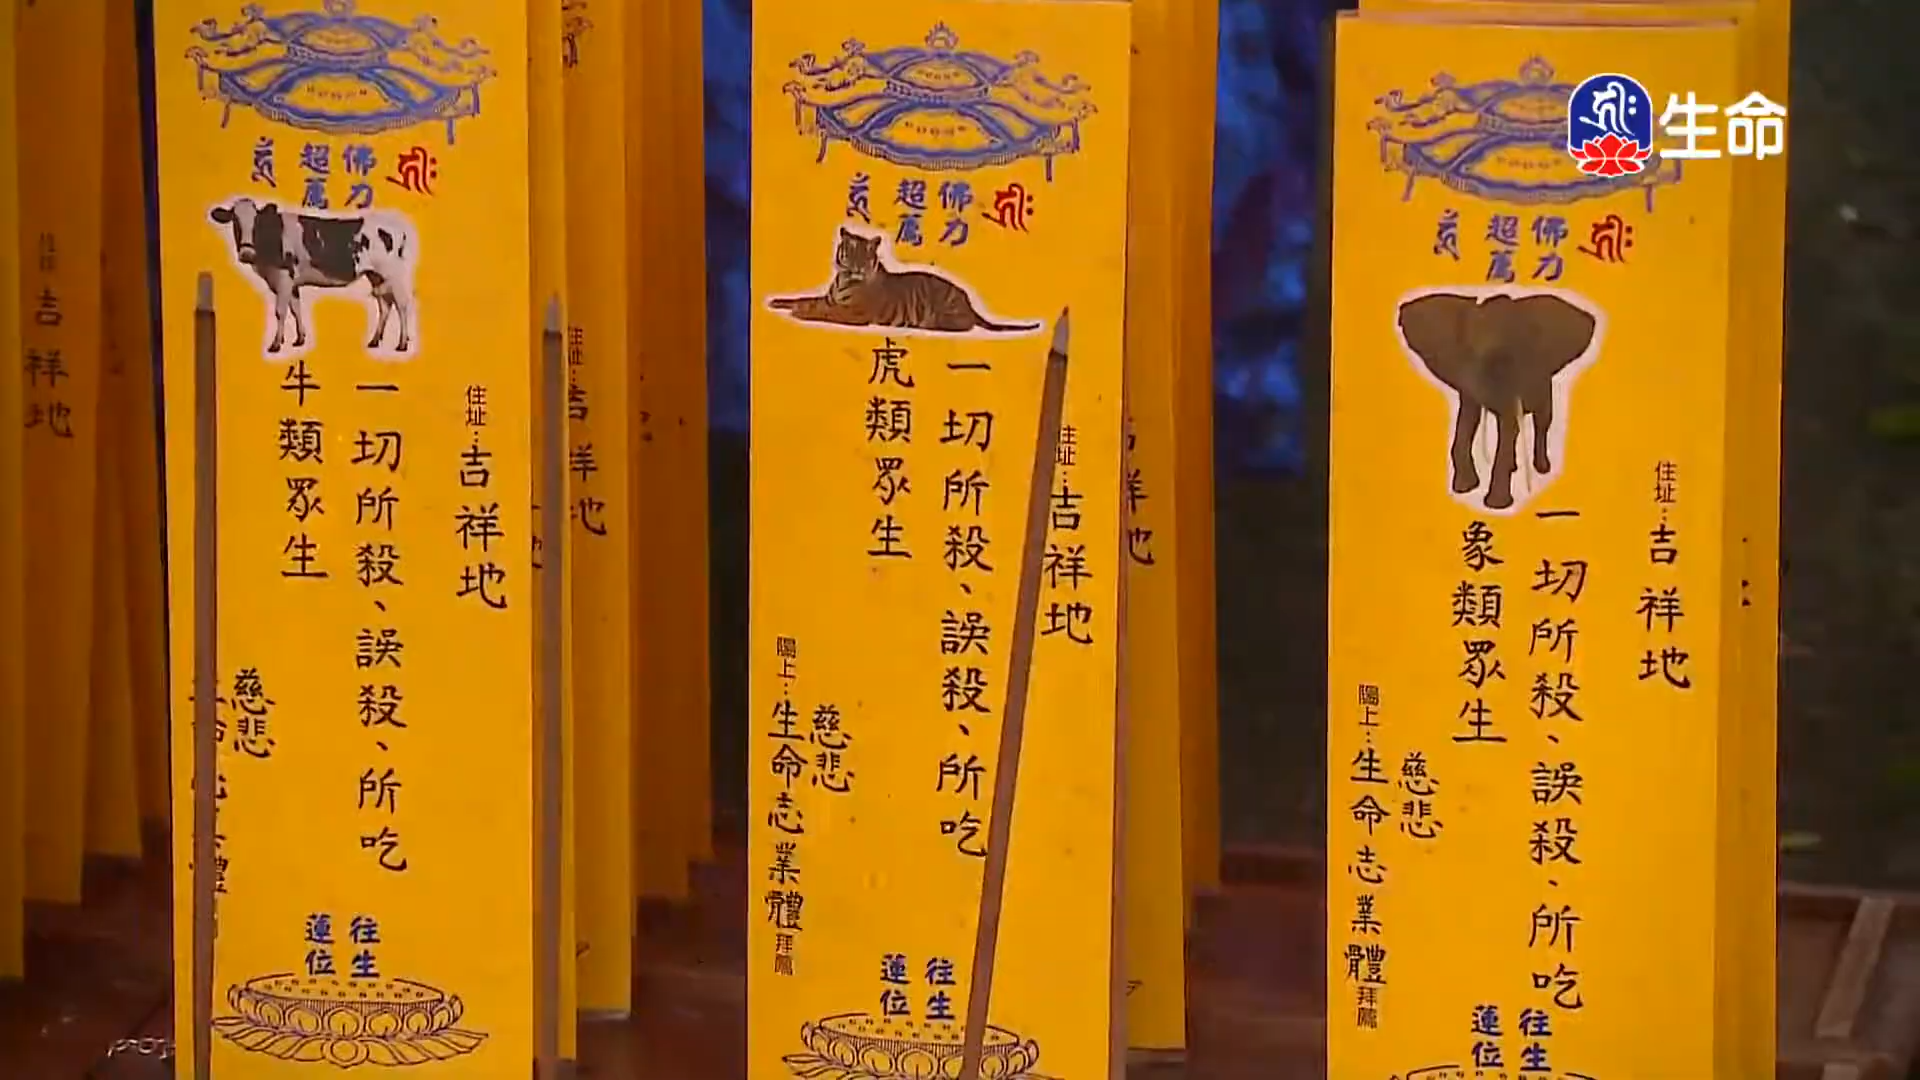 生命
佛力
超薦
住址：吉祥地
一切所殺、誤殺、所吃
牛類眾生
慈悲
往生
蓮位
佛力
超薦
住址：吉祥地
一切所殺、誤殺、所吃
虎類眾生
慈悲
陽上：生命志業體拜薦
往生
蓮位
佛力
超薦
住址：吉祥地
一切所殺、誤殺、所吃
象類眾生
慈悲
陽上：生命志業體拜薦
往生
蓮位
吉祥地
住址：吉祥地